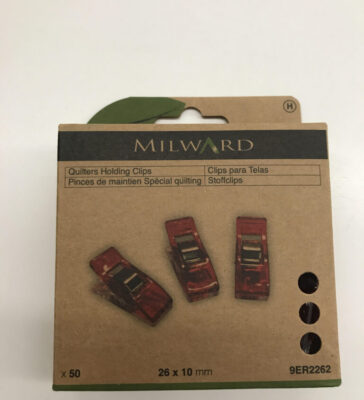 H
MILWARD
Quilters Holding Clips
Clips para Telas
Pinces de maintien Spécial quilting
Stoffclips
x 50
26 x 10 mm
9ER2262